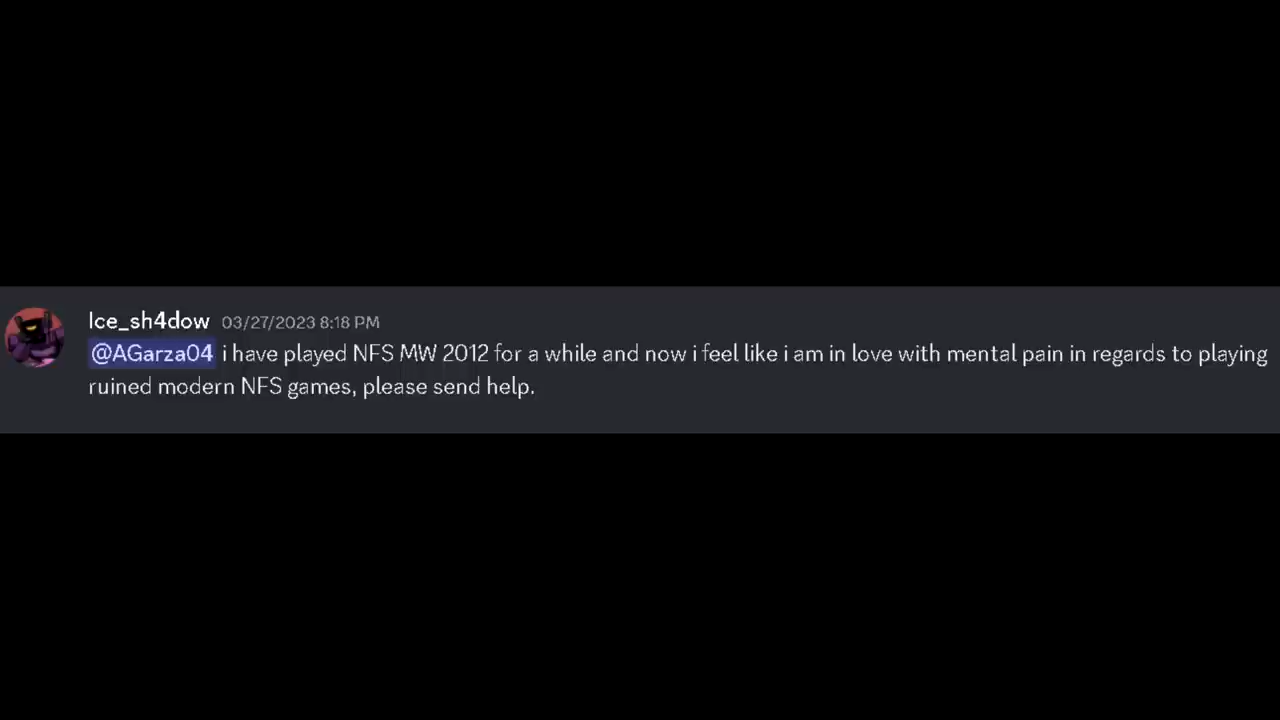 Ice_sh4dow 03/27/2023 8:18 PM
@AGarza04 i have played NFS MW 2012 for a while and now i feel like i am in love with mental pain in regards to playing
ruined modern NFS games, please send help.